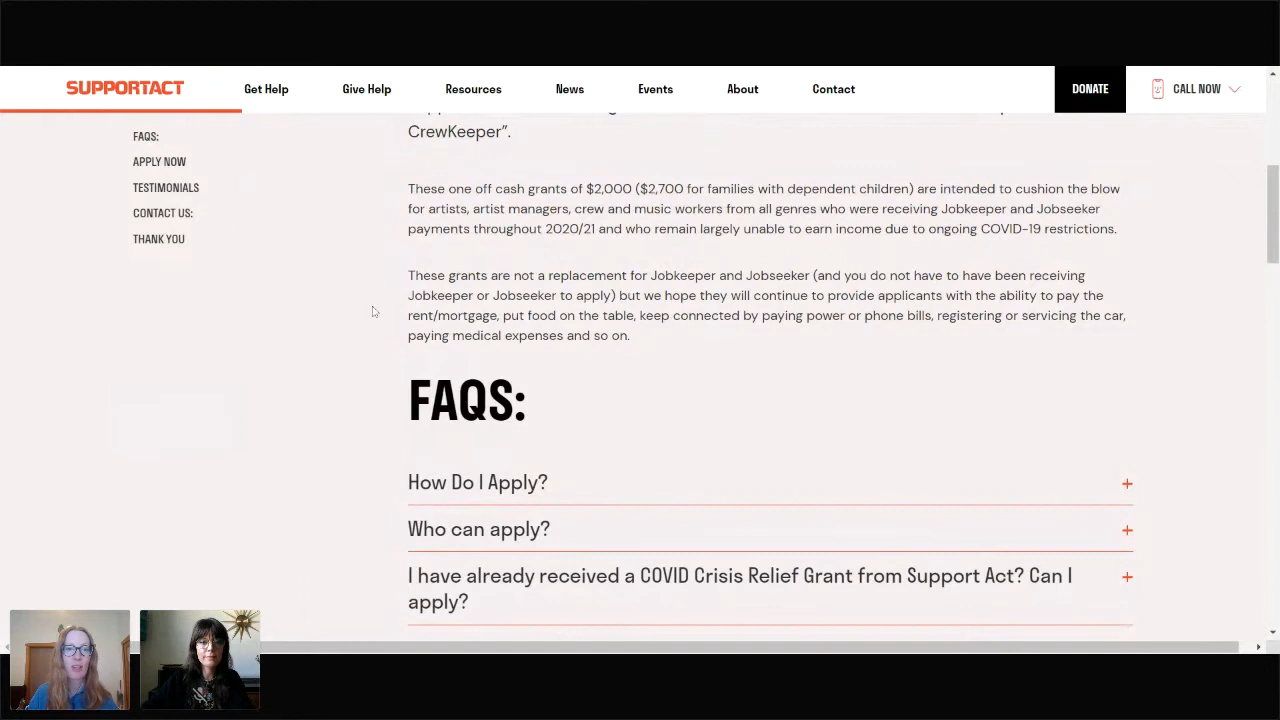 SUPPORTACT
Get Help
Give Help
Resources
News
Events
About
Contact
DONATE
CALL NOW
FAQS:
APPLY NOW
TESTIMONIALS
CONTACT US:
THANK YOU
CrewKeeper”.
These one off cash grants of $2,000 ($2,700 for families with dependent children) are intended to cushion the blow
for artists, artist managers, crew and music workers from all genres who were receiving Jobkeeper and Jobseeker
payments throughout 2020/21 and who remain largely unable to earn income due to ongoing COVID-19 restrictions.
These grants are not a replacement for Jobkeeper and Jobseeker (and you do not have to have been receiving
Jobkeeper or Jobseeker to apply) but we hope they will continue to provide applicants with the ability to pay the
rent/mortgage, put food on the table, keep connected by paying power or phone bills, registering or servicing the car,
paying medical expenses and so on.
FAQS:
How Do I Apply?
Who can apply?
I have already received a COVID Crisis Relief Grant from Support Act? Can I
apply?